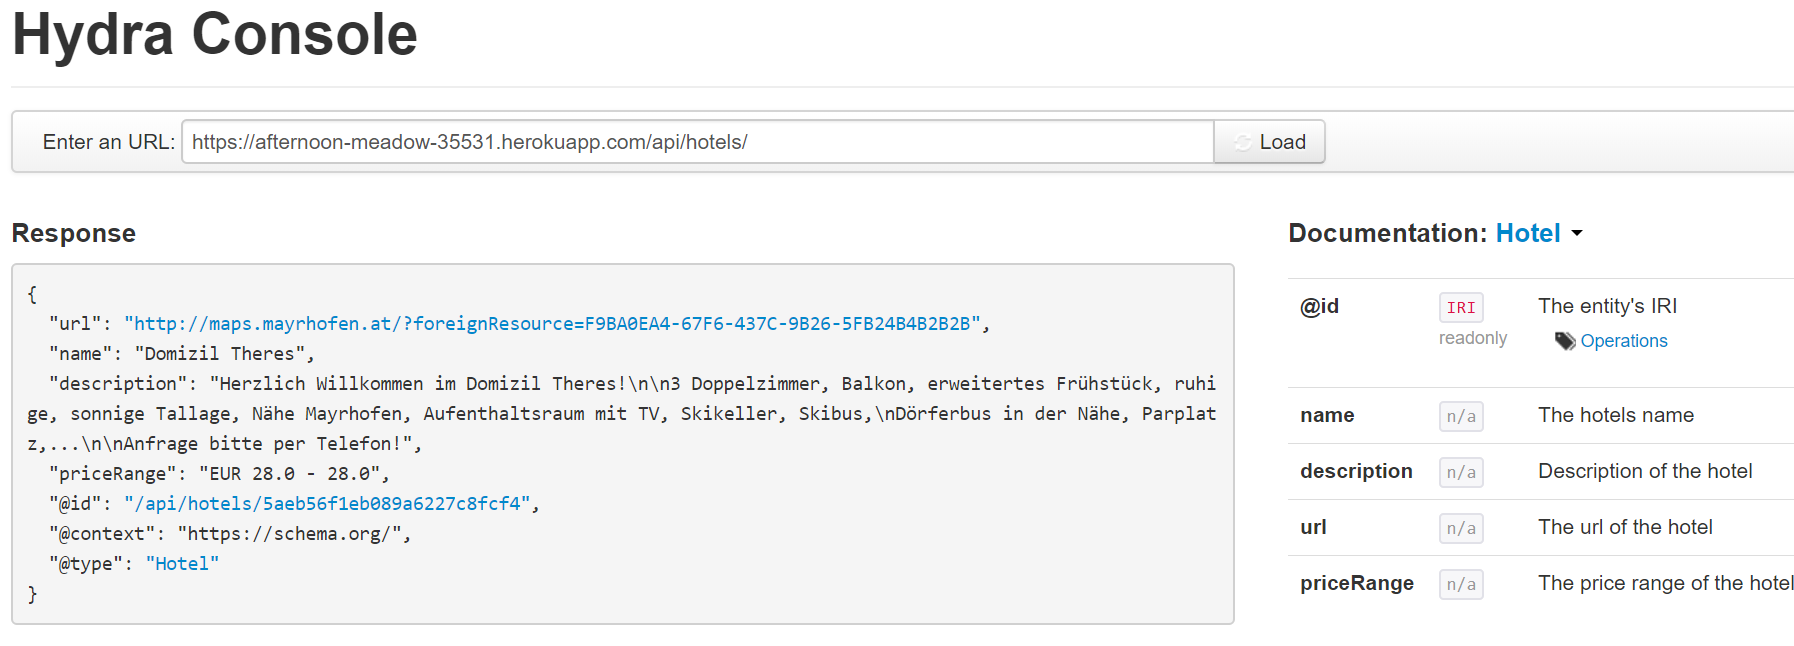 Hydra Console
Enter an URL: https://afternoon-meadow-35531.herokuapp.com/api/hotels/ Load
Response
{
"url": "http://maps.mayrhofen.at/?foreignResource=F9BA0EA4-67F6-437C-9B26-5FB24B4B2B2B",
"name": "Domizil Theres",
"description": "Herzlich Willkommen im Domizil Theres!\n\n3 Doppelzimmer, Balkon, erweitertes Frühstück, ruhi
ge, sonnige Tallage, Nähe Mayrhofen, Aufenthaltsraum mit TV, Skikeller, Skibus,\nDörferbus in der Nähe, Parplat
z,...\n\nAnfrage bitte per Telefon!",
"priceRange": "EUR 28.0 - 28.0",
"@id": "/api/hotels/5aeb56f1eb089a6227c8fcf4",
"@context": "https://schema.org/",
"@type": "Hotel"
}
Documentation: Hotel
@id IRI The entity's IRI
readonly Operations
name n/a The hotels name
description n/a Description of the hotel
url n/a The url of the hotel
priceRange n/a The price range of the hotel